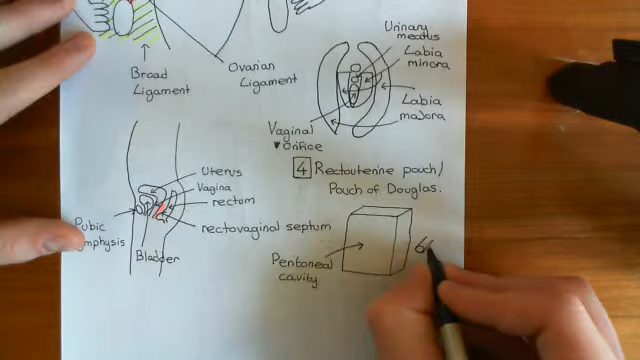 Broad
Ligament
Ovarian
Ligament
Urinary
meatus
Labia
minora
Labia
majora
Vaginal
Orifice
4 Rectouterine pouch/
Pouch of Douglas.
Uterus
Vagina
rectum
rectovaginal septum
Pubic
Bladder
Peritoneal
cavity